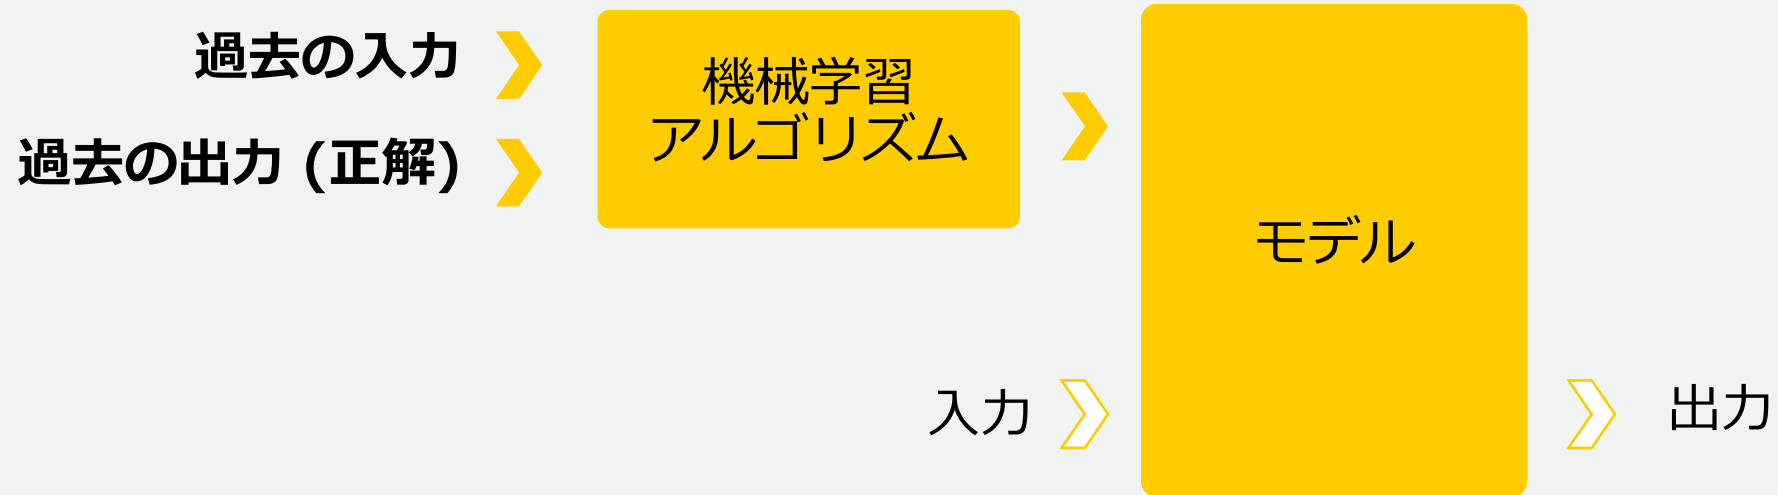 過去の入力
過去の出力 (正解)
機械学習
アルゴリズム
モデル
入力
出力